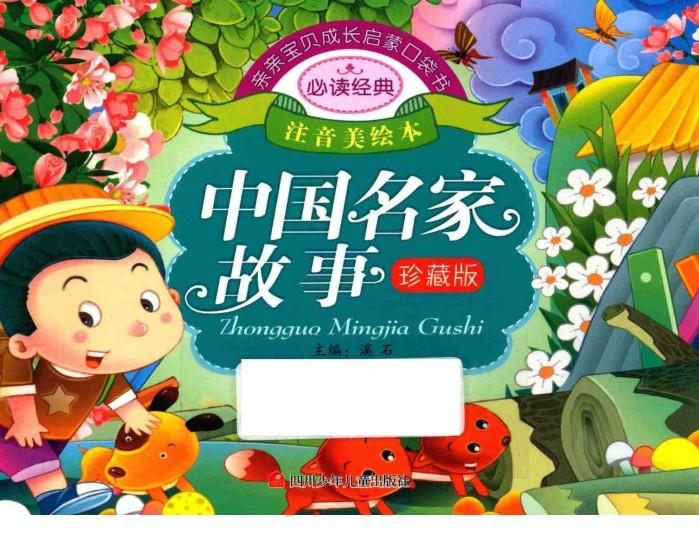 亲亲宝贝成长启蒙口袋书
必读经典
注音美绘本
中国名家
故事
珍藏版
Zhongguo Mingjia Gushi
主编：溪石
四川少年儿童出版社